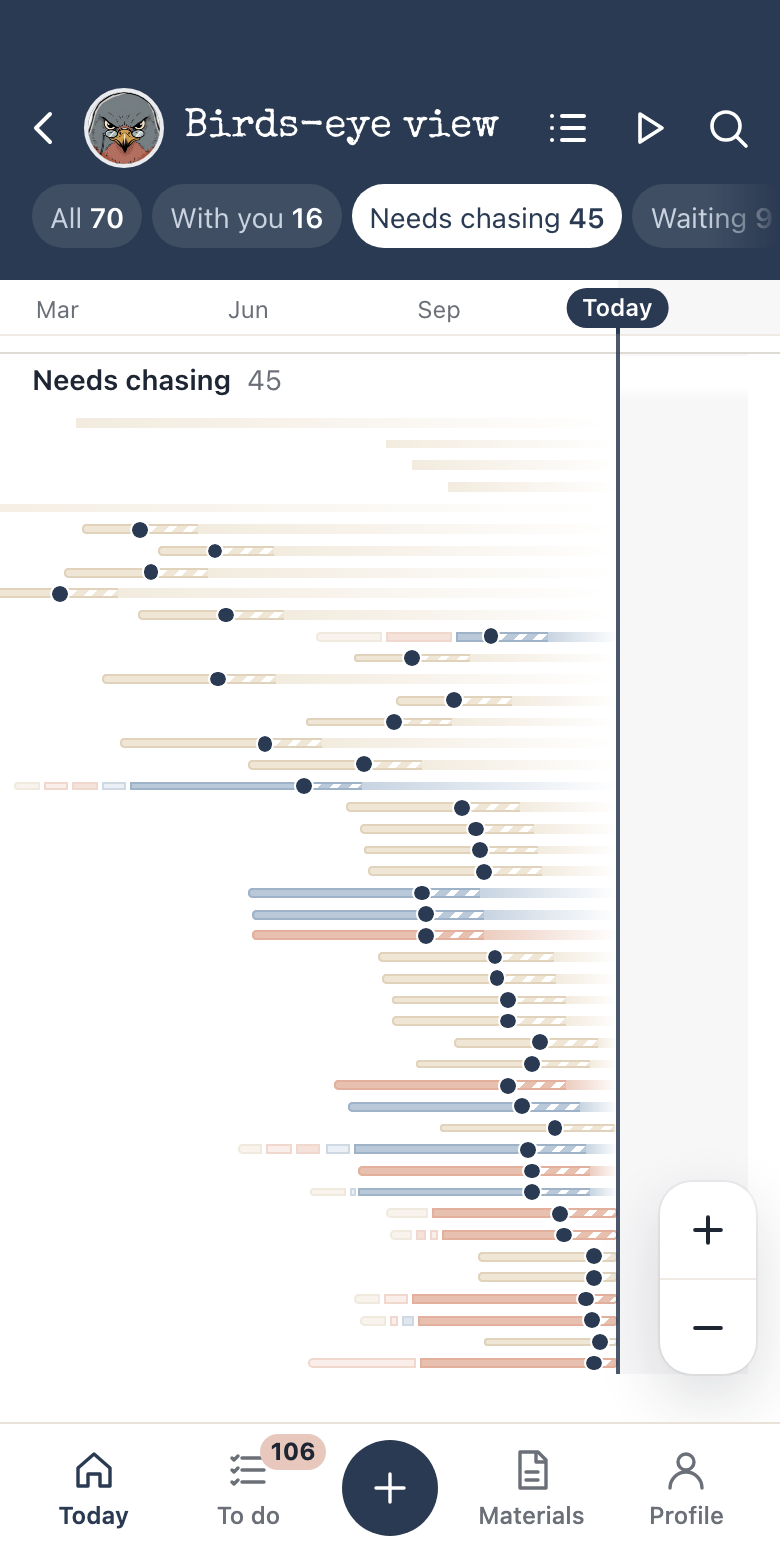 Birds-eye view
All 70
With you 16
Needs chasing 45
Waiting 9
Mar
Jun
Sep
Today
Needs chasing 45
Today
To do
106
Materials
Profile